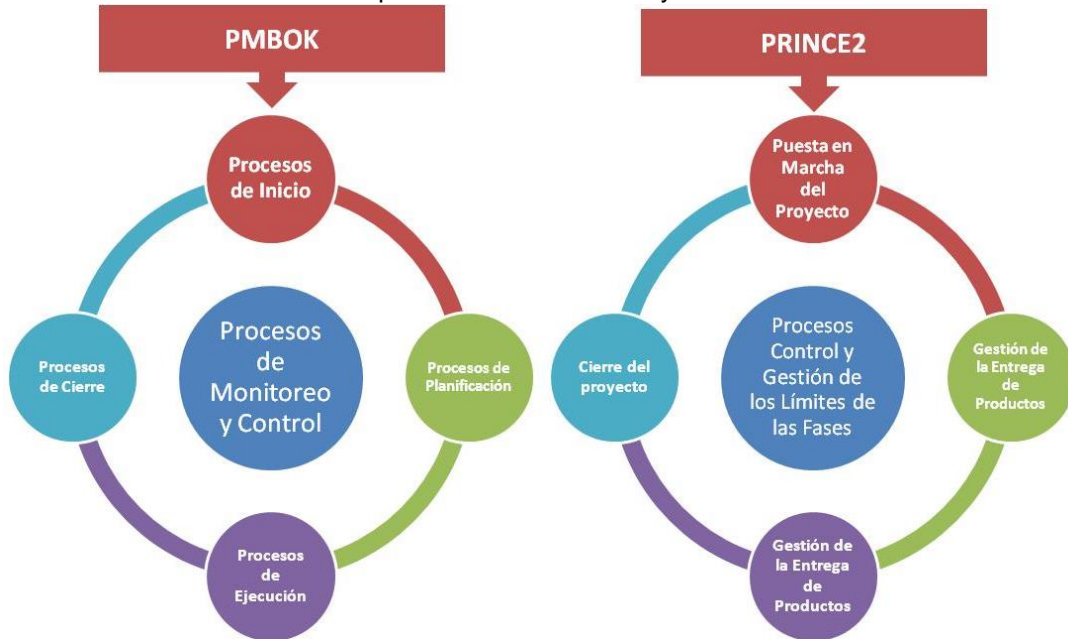 PMBOK
Procesos
de Inicio
Procesos
de Cierre
Procesos
de
Monitoreo
y Control
Procesos de
Planificación
Procesos
de
Ejecución
PRINCE2
Puesta en
Marcha
del
Proyecto
Cierre del
proyecto
Procesos
Control y
Gestión de
los Límites de
las Fases
Gestión de
la Entrega
de
Productos
Gestión de
la Entrega
de
Productos